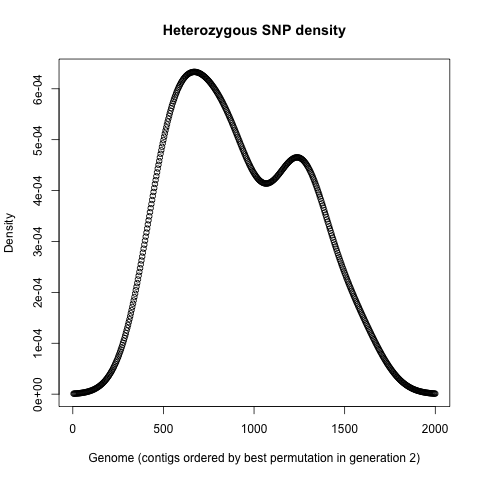 Heterozygous SNP density
6e-04
5e-04
4e-04
3e-04
2e-04
1e-04
0e+00
Density
0 500 1000 1500 2000
Genome (contigs ordered by best permutation in generation 2)